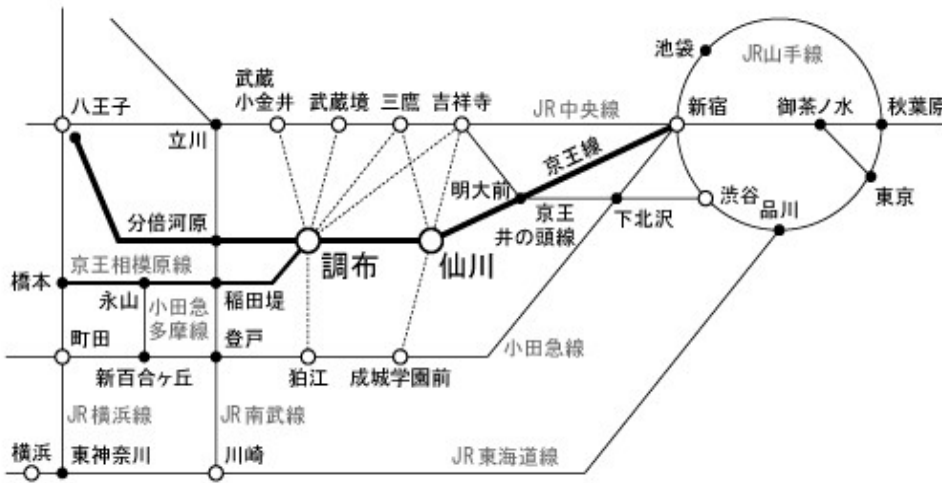 池袋
JR山手線
武蔵
小金井
武蔵境
三鷹
吉祥寺
八王子
JR中央線
新宿
御茶ノ水
秋葉原
立川
京王線
明大前
渋谷
東京
分倍河原
京王
井の頭線
下北沢
品川
調布
仙川
京王相模原線
橋本
永山
小田急
多摩線
稲田堤
町田
登戸
小田急線
新百合ヶ丘
狛江
成城学園前
JR横浜線
JR南武線
横浜
東神奈川
川崎
JR東海道線